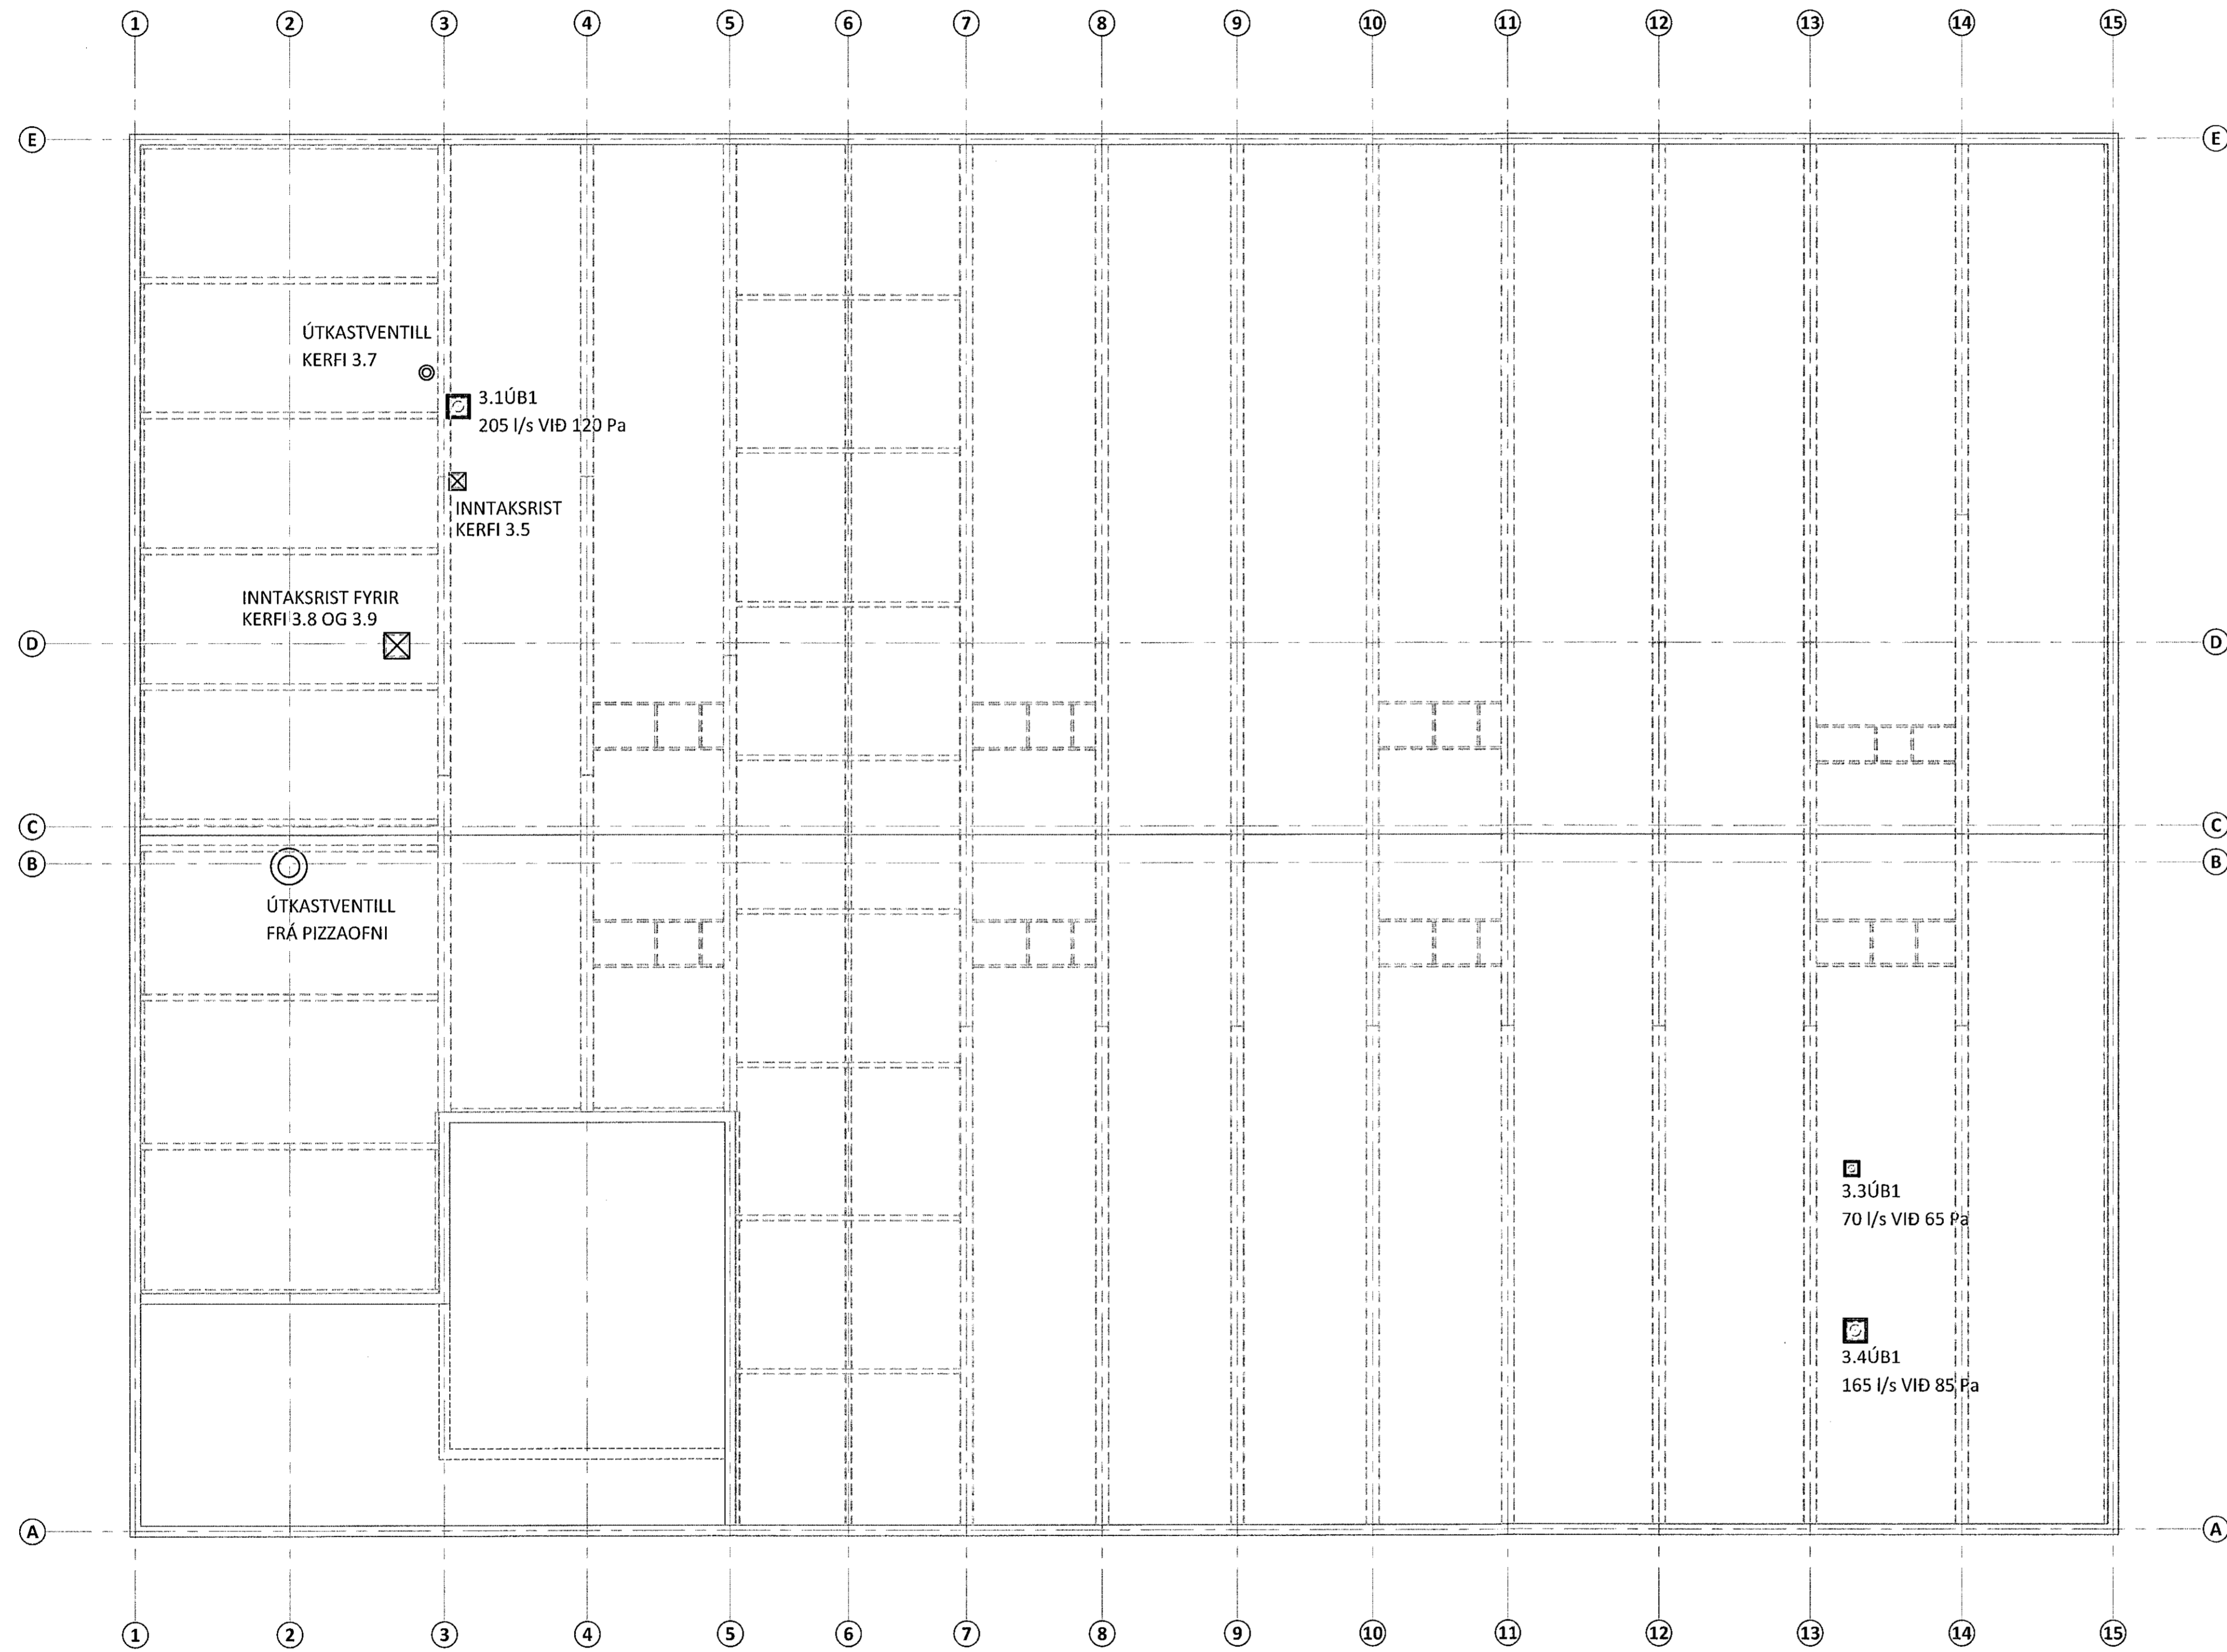 1 2 3 4 5 6 7 8 9 10 11 12 13 14 15
E E
ÚTKASTVENTILL
KERFI 3.7
3.1ÚB1
205 l/s VIÐ 120 Pa
INNTAKSRIST
KERFI 3.5
INNTAKSRIST FYRIR
KERFI 3.8 OG 3.9
D D
C C
B B
ÚTKASTVENTILL
FRÁ PIZZAOFNI
3.3ÚB1
70 l/s VIÐ 65 Pa
3.4ÚB1
165 l/s VIÐ 85 Pa
A A
1 2 3 4 5 6 7 8 9 10 11 12 13 14 15